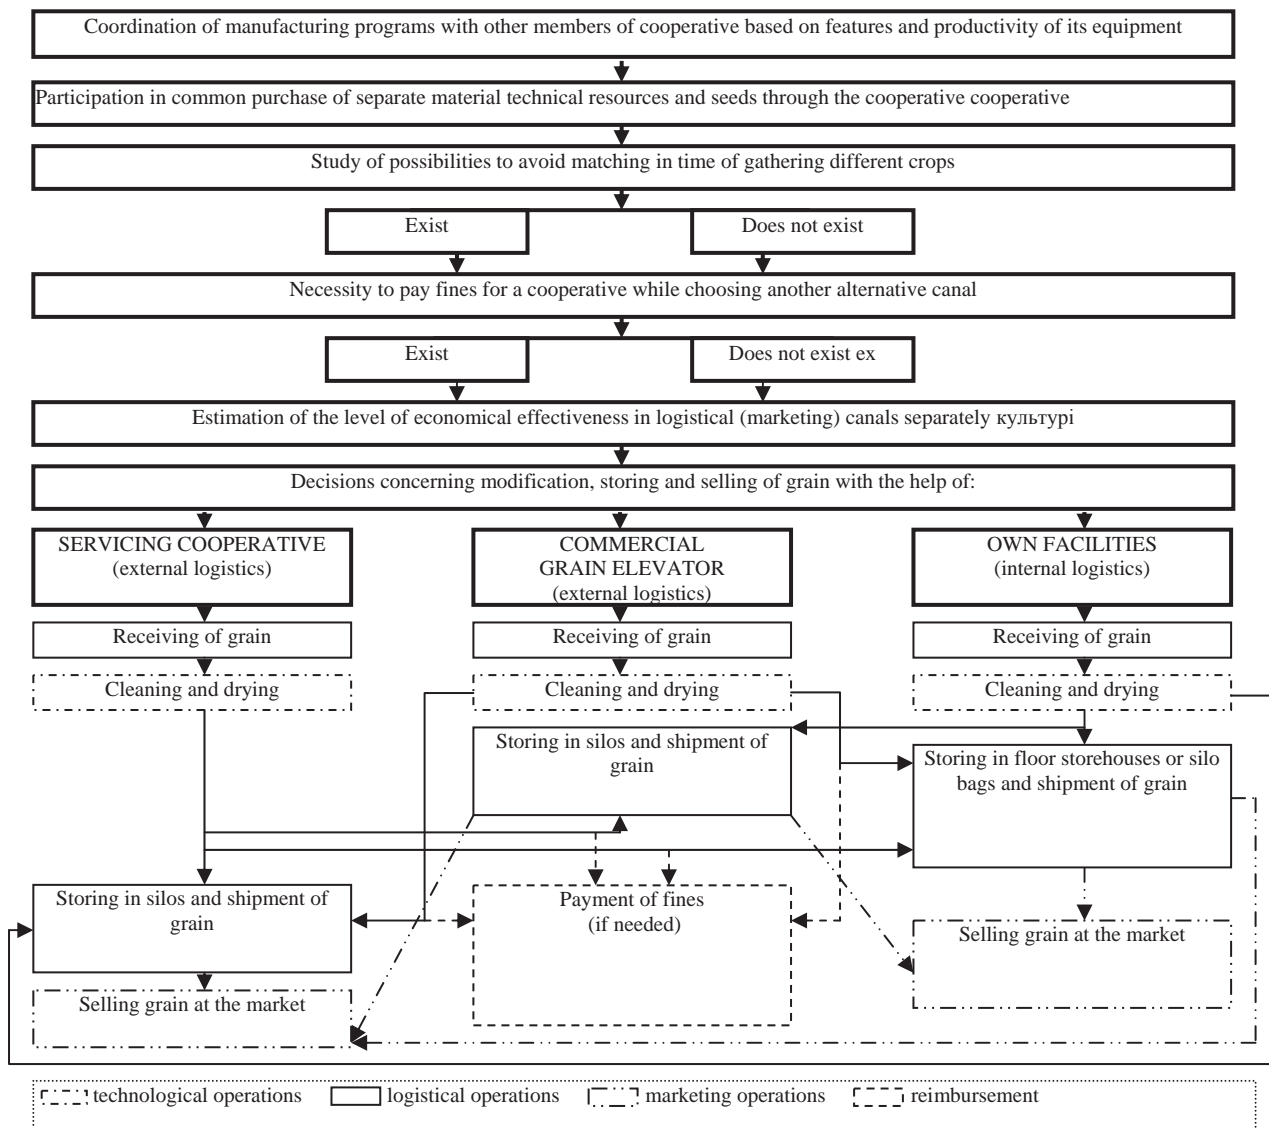 Coordination of manufacturing programs with other members of cooperative based on features and productivity of its equipment
Participation in common purchase of separate material technical resources and seeds through the cooperative cooperative
Study of possibilities to avoid matching in time of gathering different crops
Exist
Does not exist
Necessity to pay fines for a cooperative while choosing another alternative canal
Exist
Does not exist ex
Estimation of the level of economical effectiveness in logistical (marketing) canals separately культурі
Decisions concerning modification, storing and selling of grain with the help of:
SERVICING COOPERATIVE
(external logistics)
COMMERCIAL
GRAIN ELEVATOR
(external logistics)
OWN FACILITIES
(internal logistics)
Receiving of grain
Receiving of grain
Receiving of grain
Cleaning and drying
Cleaning and drying
Cleaning and drying
Storing in silos and shipment of
grain
Storing in floor storehouses or silo
bags and shipment of grain
Storing in silos and shipment of
grain
Payment of fines
(if needed)
Selling grain at the market
Selling grain at the market
technological operations
logistical operations
marketing operations
reimbursement